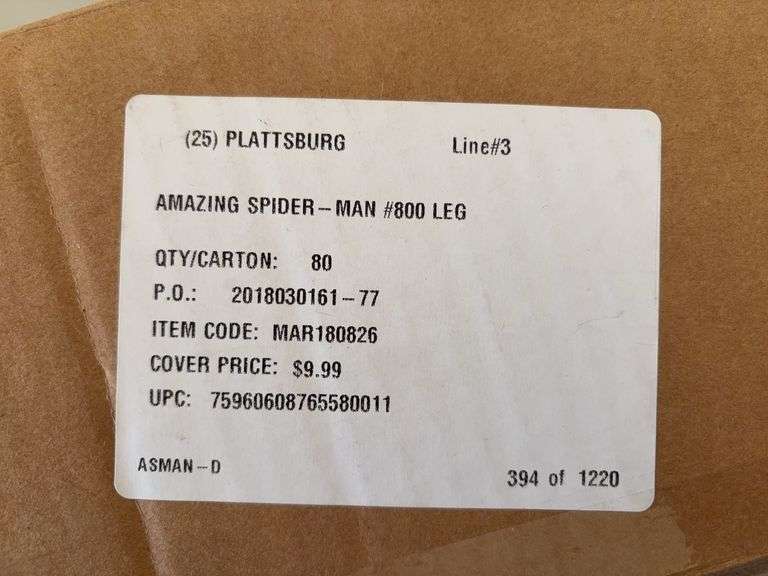 (25) PLATTSBURG Line#3
AMAZING SPIDER-MAN #800 LEG
QTY/CARTON: 80
P.O.: 2018030161-77
ITEM CODE: MAR180826
COVER PRICE: $9.99
UPC: 75960608765580011
ASMAN-D 394 of 1220